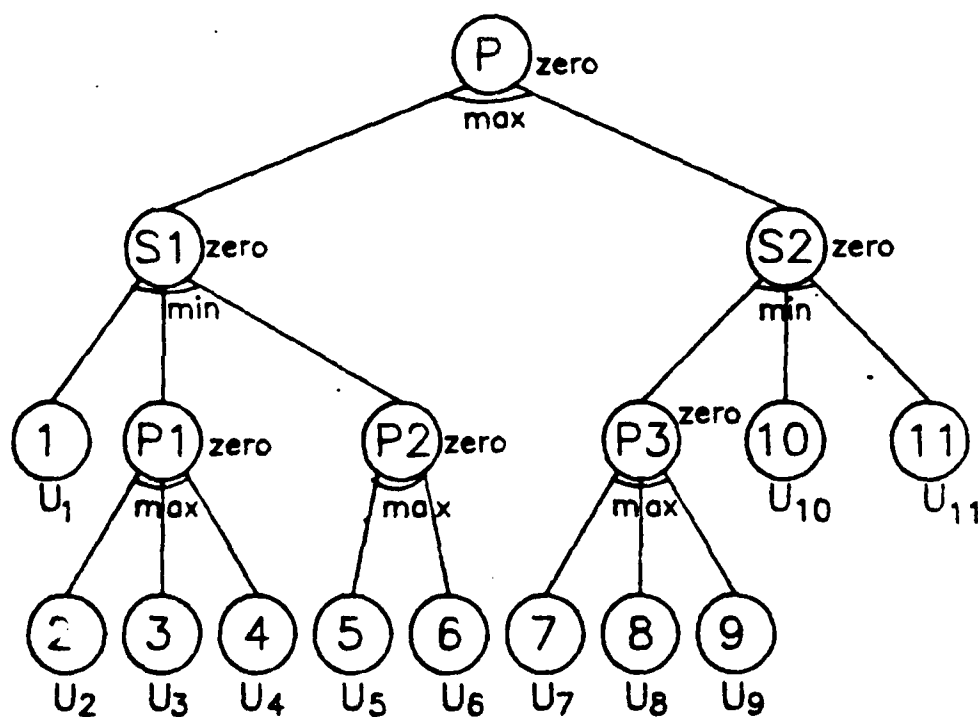 P zero
max
S1 zero
S2 zero
min
min
1
P1 zero
P2 zero
P3 zero
10
11
U1
max
max
max
U10
U11
2
3
4
5
6
7
8
9
U2
U3
U4
U5
U6
U7
U8
U9